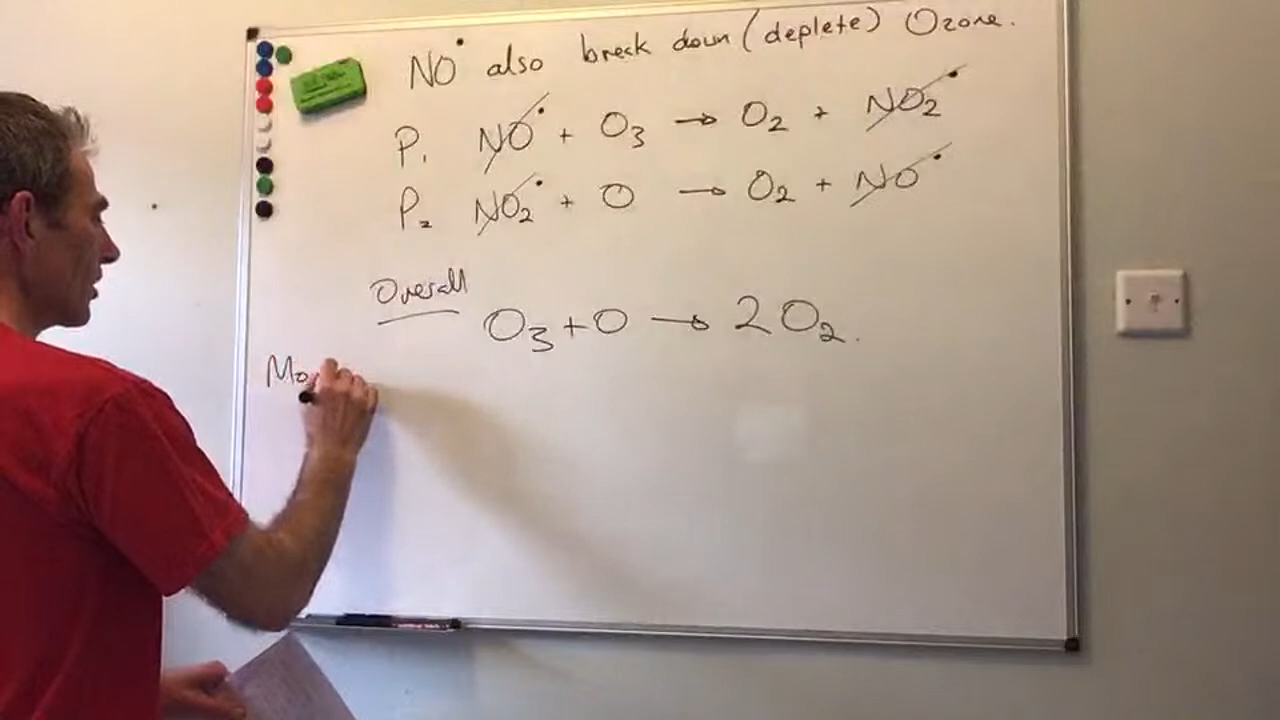 NO• also break down (deplete) Ozone.
P₁ NO• + O₃ → O₂ + NO₂•
P₂ NO₂• + O → O₂ + NO•
Overall
O₃ + O → 2O₂.
Mo